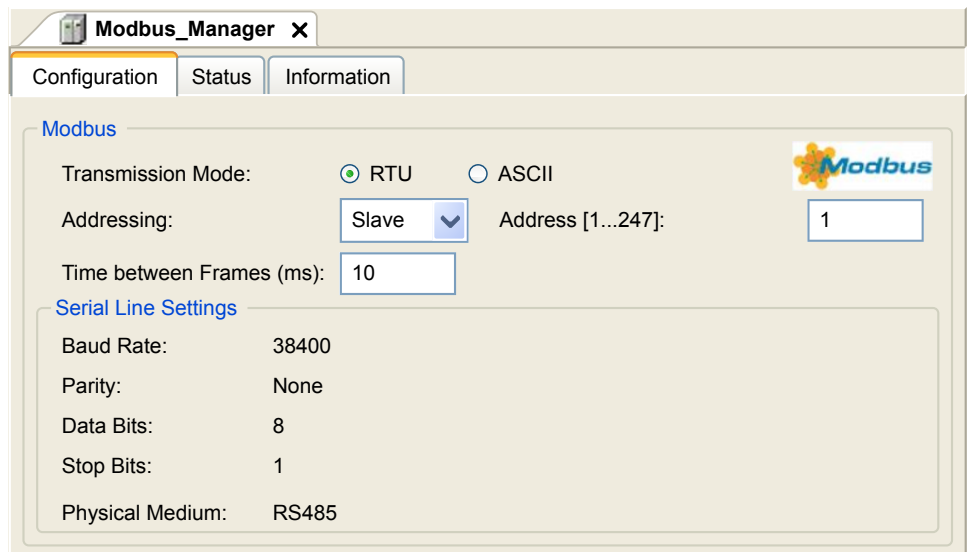 Modbus_Manager X
Configuration Status Information
Modbus
Modbus
Transmission Mode: RTU ASCII
Addressing: Slave Address [1...247]: 1
Time between Frames (ms): 10
Serial Line Settings
Baud Rate: 38400
Parity: None
Data Bits: 8
Stop Bits: 1
Physical Medium: RS485